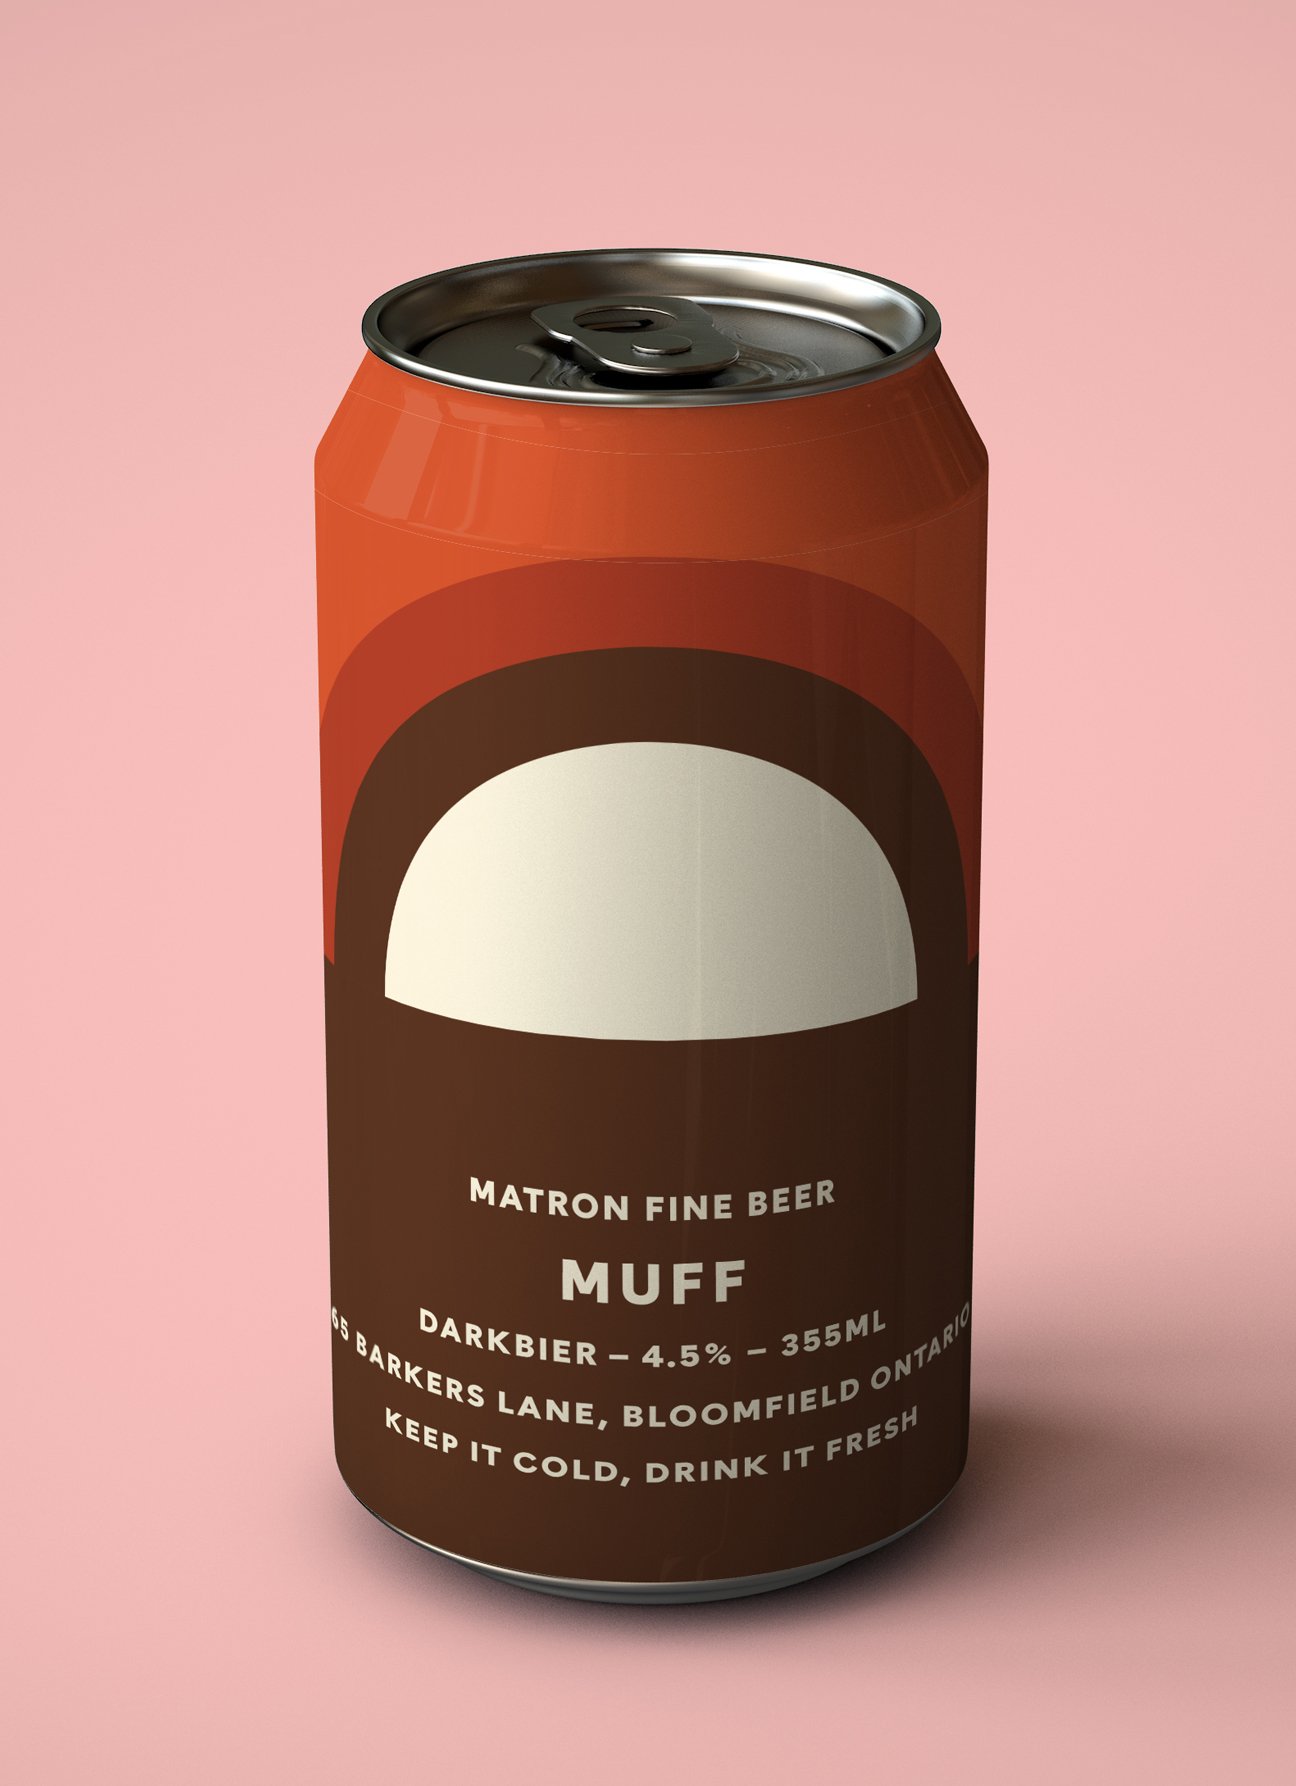 MATRON FINE BEER
MUFF
DARKBIER – 4.5% – 355ML
65 BARKERS LANE, BLOOMFIELD ONTARIO
KEEP IT COLD, DRINK IT FRESH